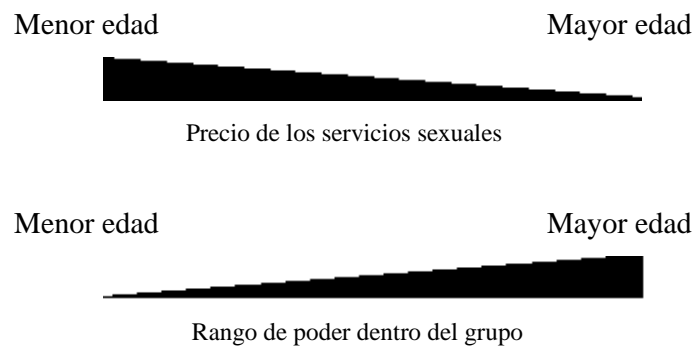 Menor edad Mayor edad
Precio de los servicios sexuales
Menor edad Mayor edad
Rango de poder dentro del grupo